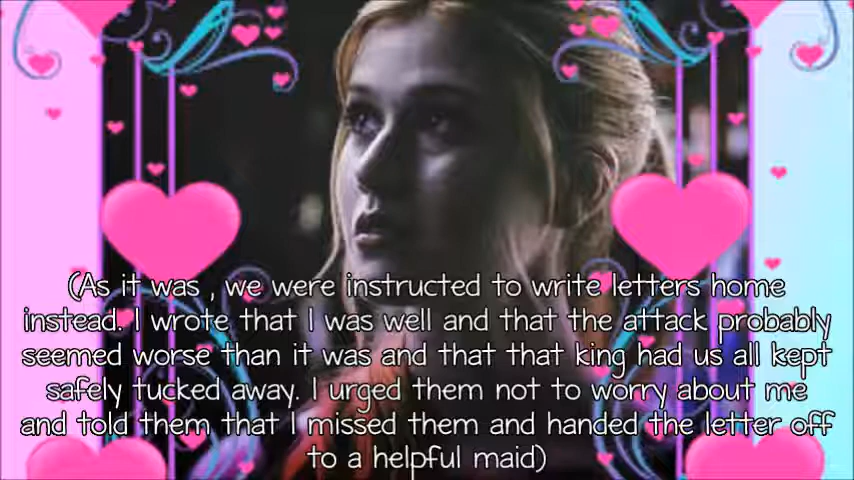 (As it was , we were instructed to write letters home
instead. I wrote that I was well and that the attack probably
seemed worse than it was and that that king had us all kept
safely tucked away. I urged them not to worry about me
and told them that I missed them and handed the letter off
to a helpful maid)